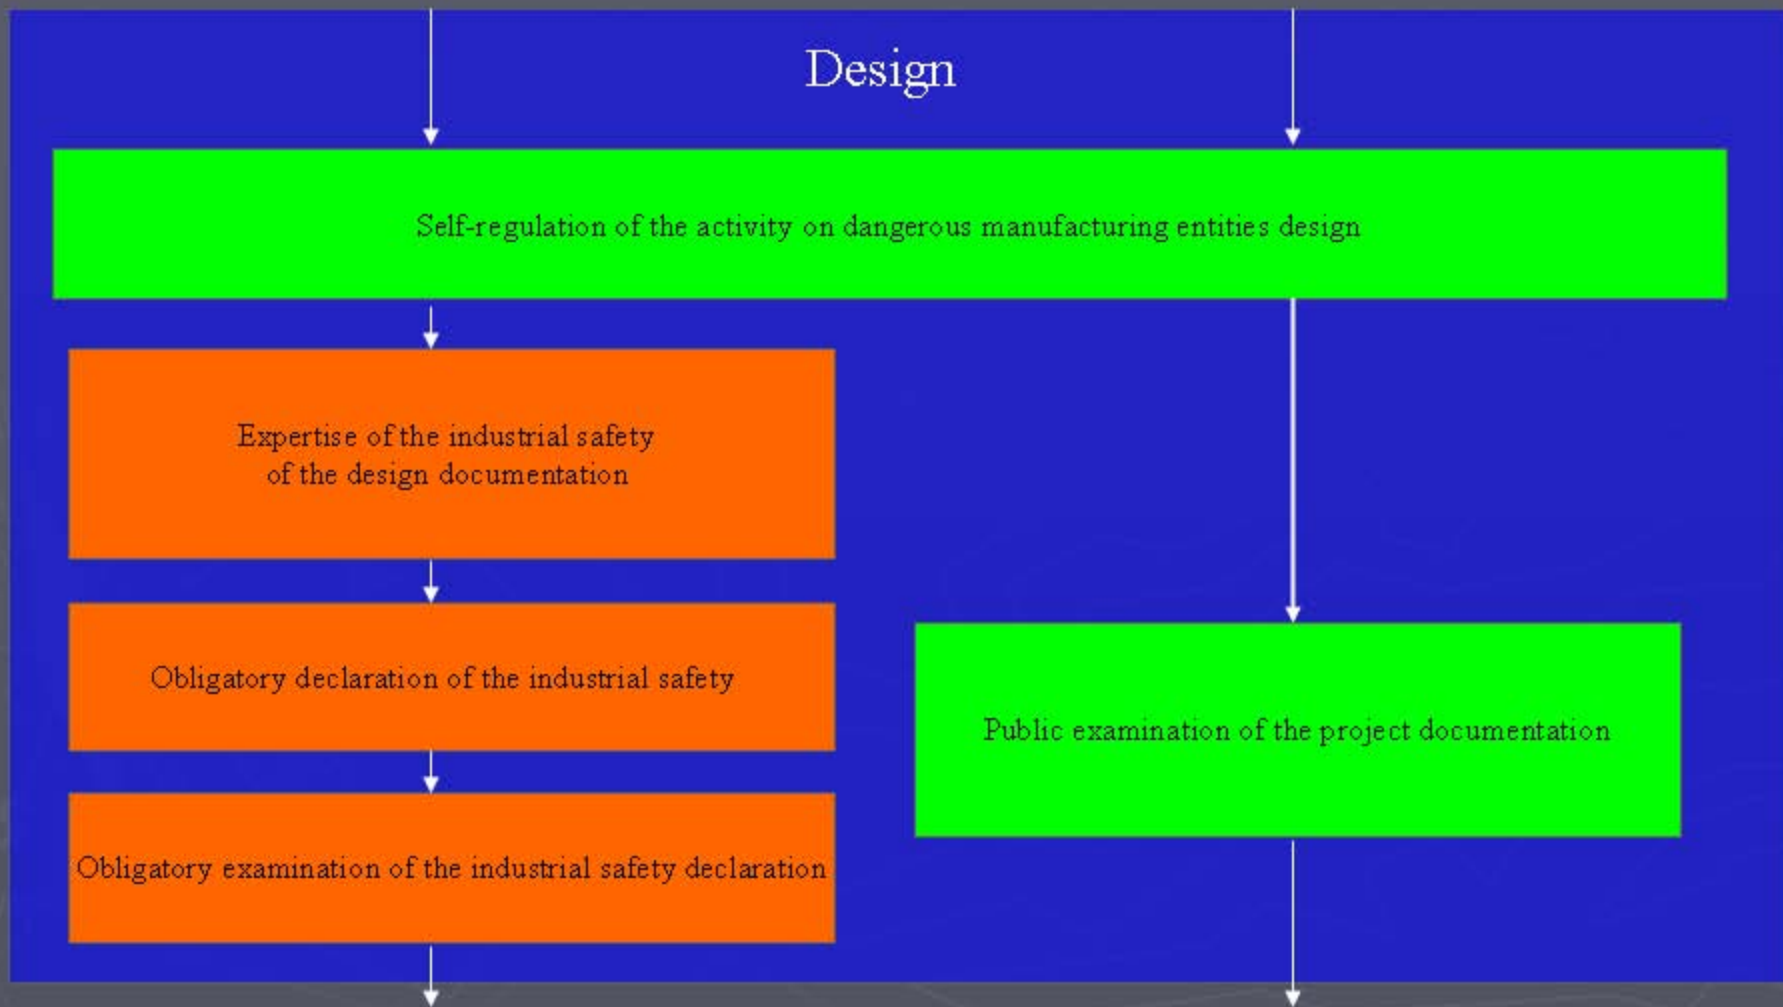 Design
Self-regulation of the activity on dangerous manufacturing entities design
Expertise of the industrial safety
of the design documentation
Obligatory declaration of the industrial safety
Public examination of the project documentation
Obligatory examination of the industrial safety declaration